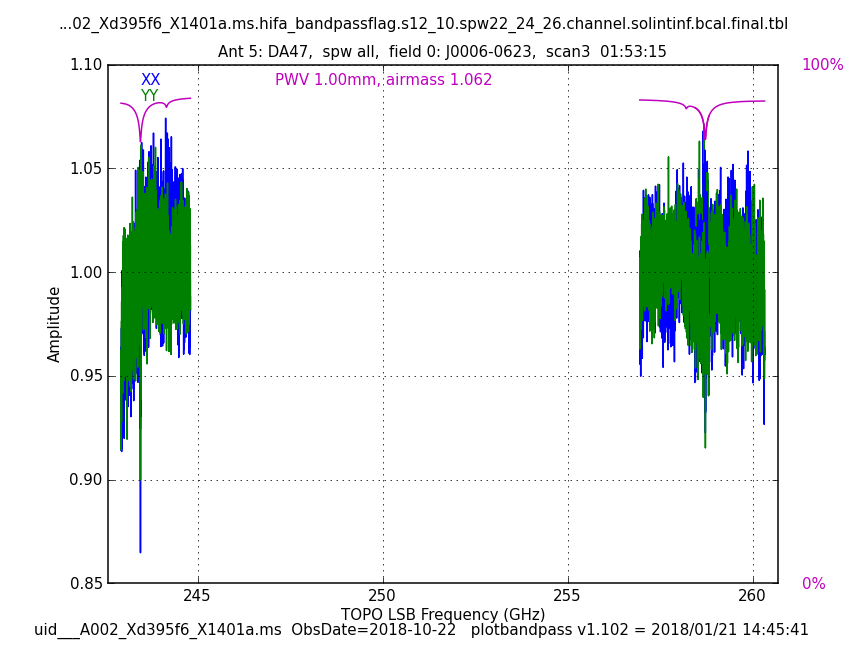 ...02_Xd395f6_X1401a.ms.hifa_bandpassflag.s12_10.spw22_24_26.channel.solintinf.bcal.final.tbl
Ant 5: DA47, spw all, field 0: J0006-0623, scan3 01:53:15
1.10
XX
PWV 1.00mm, airmass 1.062
100%
YY
1.05
1.00
Amplitude
0.95
0.90
0.85
0%
245
250
255
260
TOPO LSB Frequency (GHz)
uid___A002_Xd395f6_X1401a.ms ObsDate=2018-10-22 plotbandpass v1.102 = 2018/01/21 14:45:41